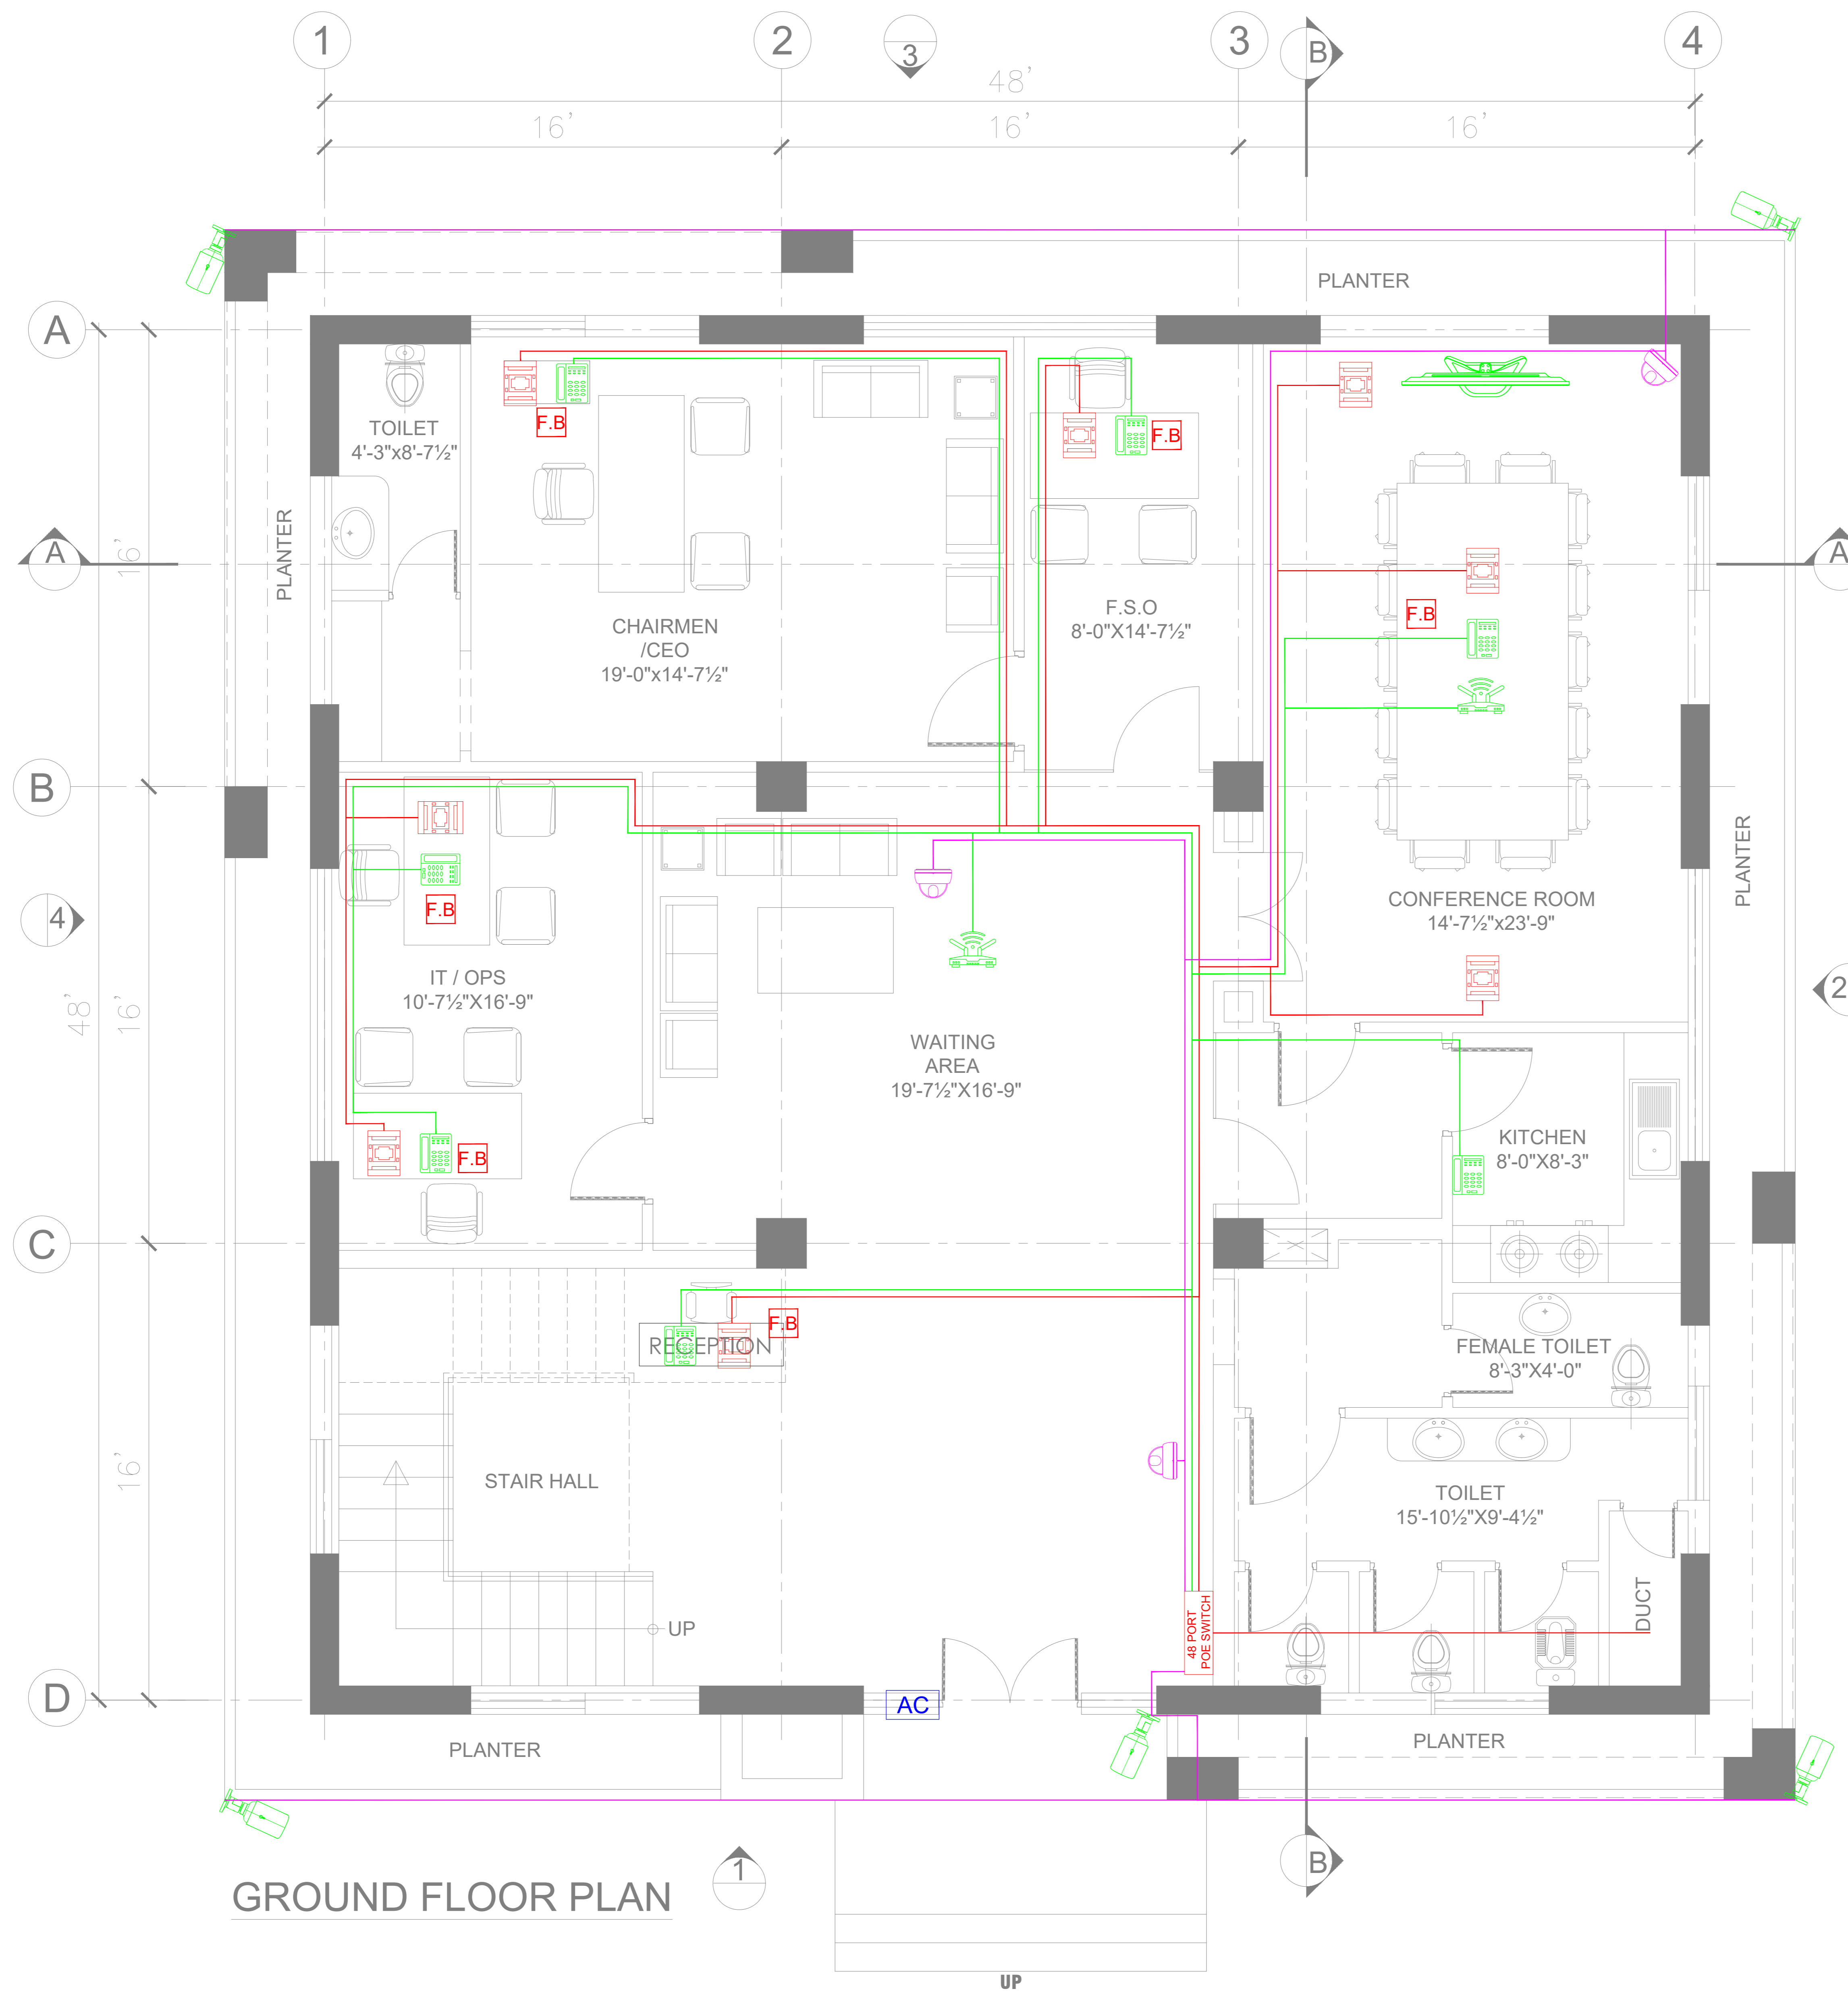 1
2
3
B
4
3
48'
16'
16'
16'
PLANTER
A
TOILET
4'-3"x8'-7½"
F.B
F.B
PLANTER
A
16'
A
CHAIRMEN
/CEO
19'-0"x14'-7½"
F.S.O
8'-0"X14'-7½"
F.B
B
PLANTER
4
F.B
CONFERENCE ROOM
14'-7½"x23'-9"
IT / OPS
10'-7½"X16'-9"
48'
16'
2
WAITING
AREA
19'-7½"X16'-9"
F.B
KITCHEN
8'-0"X8'-3"
C
F.B
RECEPTION
FEMALE TOILET
8'-3"X4'-0"
16'
STAIR HALL
TOILET
15'-10½"X9'-4½"
UP
48 PORT
POE SWITCH
DUCT
D
AC
PLANTER
PLANTER
1
B
GROUND FLOOR PLAN
UP